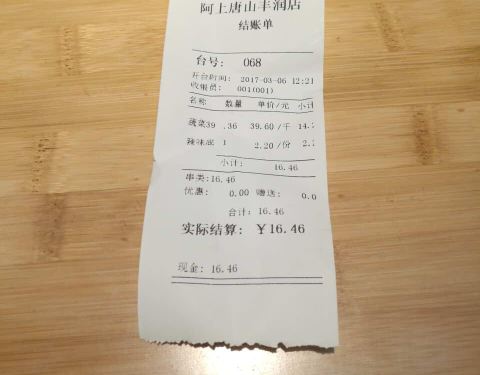 阿上唐山丰润店
结账单
台号: 068
开台时间: 2017-03-06 12:21
收银员: 001(001)
名称 数量 单价/元 小计
蔬菜39 .36 39.60/千 14.2
辣味底 1 2.20/份 2.2
小计: 16.46
串类:16.46
优惠: 0.00 赠送: 0.0
合计: 16.46
实际结算: ¥16.46
现金: 16.46